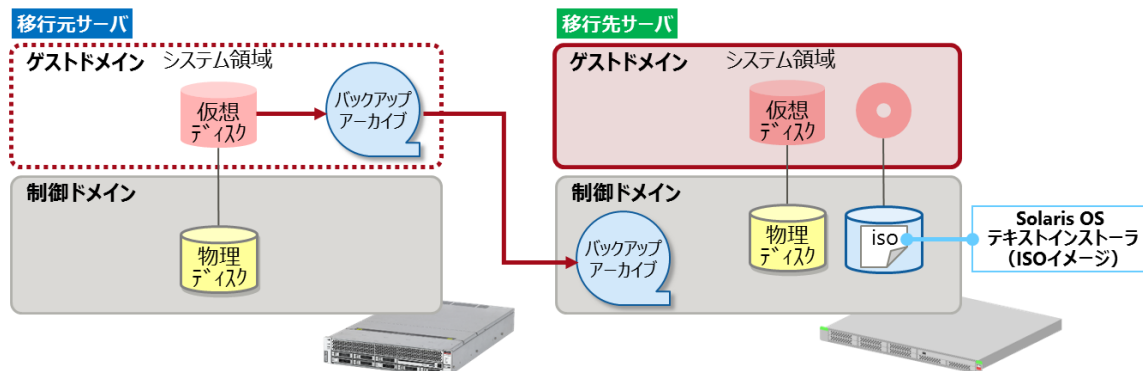 移行元サーバ
ゲストドメイン
システム領域
仮想
ディスク
バックアップ
アーカイブ
制御ドメイン
物理
ディスク
移行先サーバ
ゲストドメイン
システム領域
仮想
ディスク
制御ドメイン
バックアップ
アーカイブ
物理
ディスク
iso
Solaris OS
テキストインストーラ
（ISOイメージ）